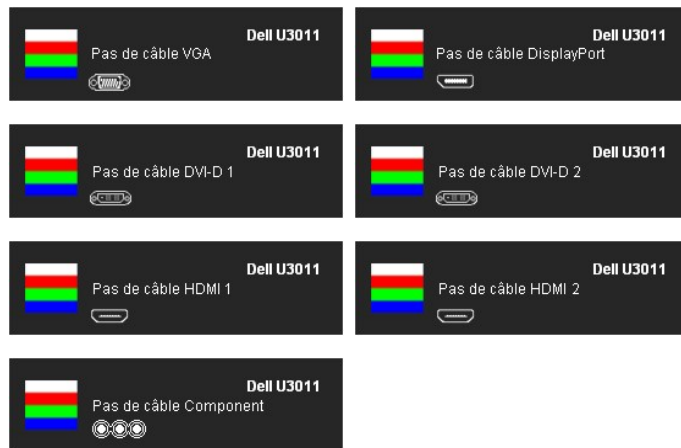 Dell U3011
Pas de câble VGA
Dell U3011
Pas de câble DisplayPort
Dell U3011
Pas de câble DVI-D 1
Dell U3011
Pas de câble DVI-D 2
Dell U3011
Pas de câble HDMI 1
Dell U3011
Pas de câble HDMI 2
Dell U3011
Pas de câble Component